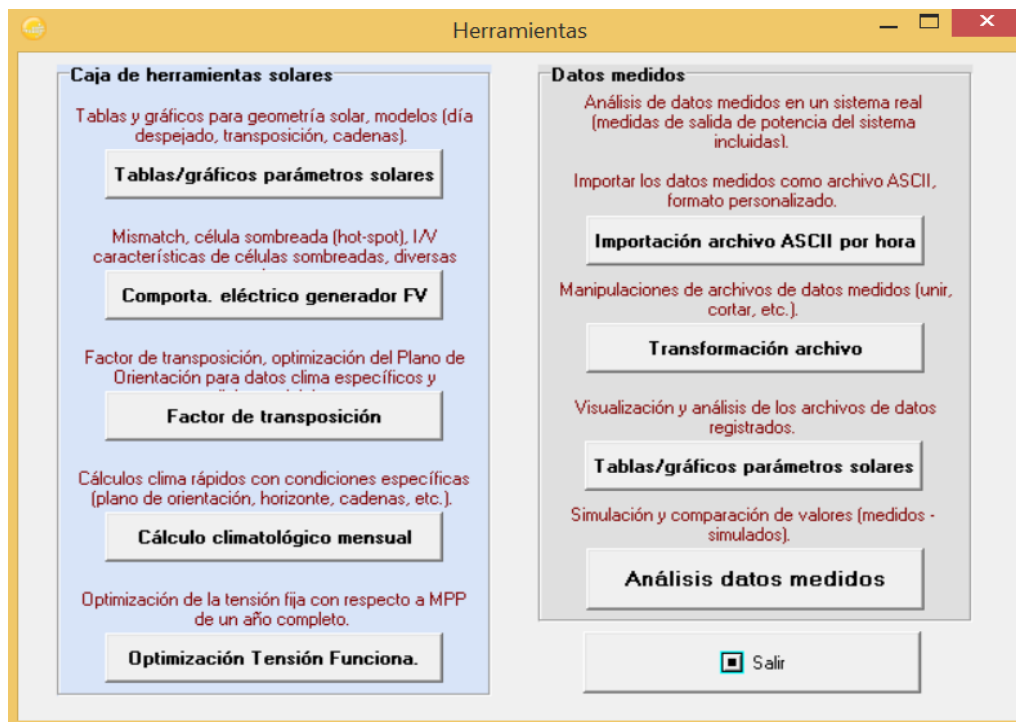 Herramientas
Caja de herramientas solares
Tablas y gráficos para geometría solar, modelos (día
despejado, transposición, cadenas).
Tablas/gráficos parámetros solares
Mismatch, célula sombreada (hot-spot), I/V
características de células sombreadas, diversas
Comporta. eléctrico generador FV
Factor de transposición, optimización del Plano de
Orientación para datos clima específicos y
Factor de transposición
Cálculos clima rápidos con condiciones específicas
(plano de orientación, horizonte, cadenas, etc.).
Cálculo climatológico mensual
Optimización de la tensión fija con respecto a MPP
de un año completo.
Optimización Tensión Funciona.
Datos medidos
Análisis de datos medidos en un sistema real
(medidas de salida de potencia del sistema
incluidas).
Importar los datos medidos como archivo ASCII,
formato personalizado.
Importación archivo ASCII por hora
Manipulaciones de archivos de datos medidos (unir,
cortar, etc.).
Transformación archivo
Visualización y análisis de los archivos de datos
registrados.
Tablas/gráficos parámetros solares
Simulación y comparación de valores (medidos -
simulados).
Análisis datos medidos
Salir